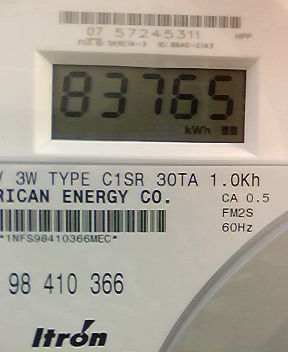 07 57245311
83765
kWh
V 3W TYPE C1SR 30TA 1.0Kh
RICAN ENERGY CO.
CA 0.5
FM2S
60Hz
*1NFS98410366MEC*
98 410 366
Itrón